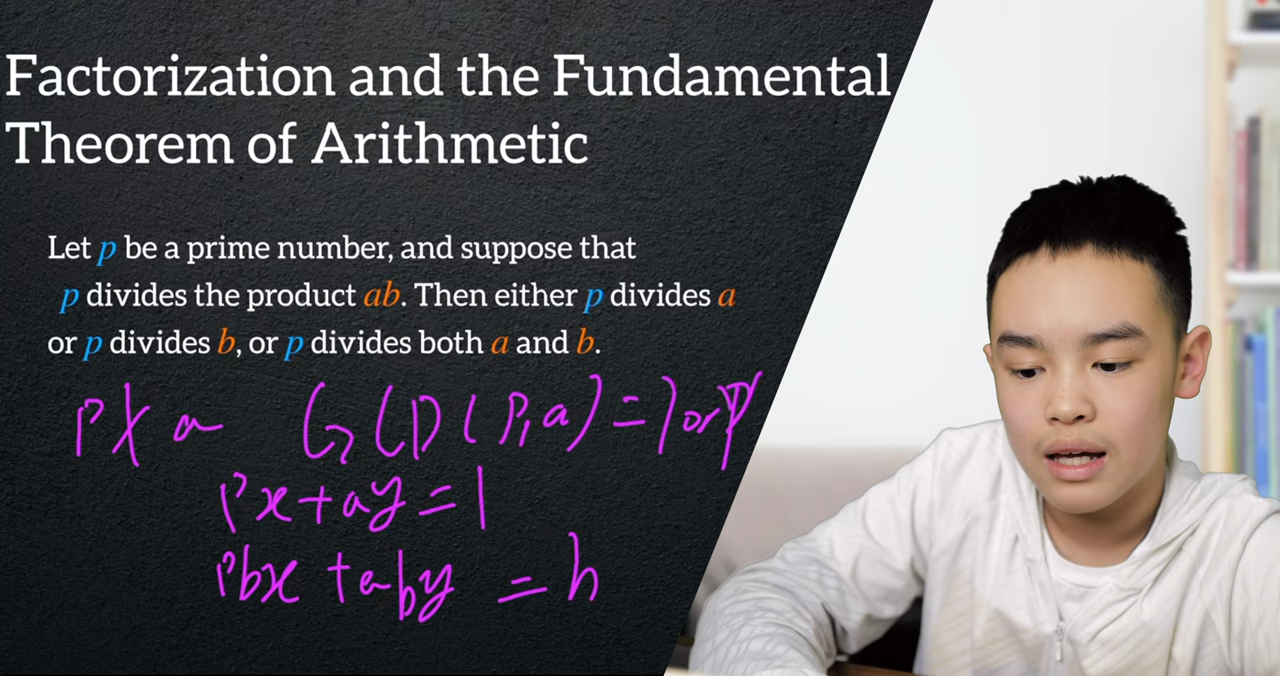 Factorization and the Fundamental
Theorem of Arithmetic
Let p be a prime number, and suppose that
p divides the product ab. Then either p divides a
or p divides b, or p divides both a and b.
p∤a GCD(p,a)=1 or p
px+ay=1
pbx+aby=b